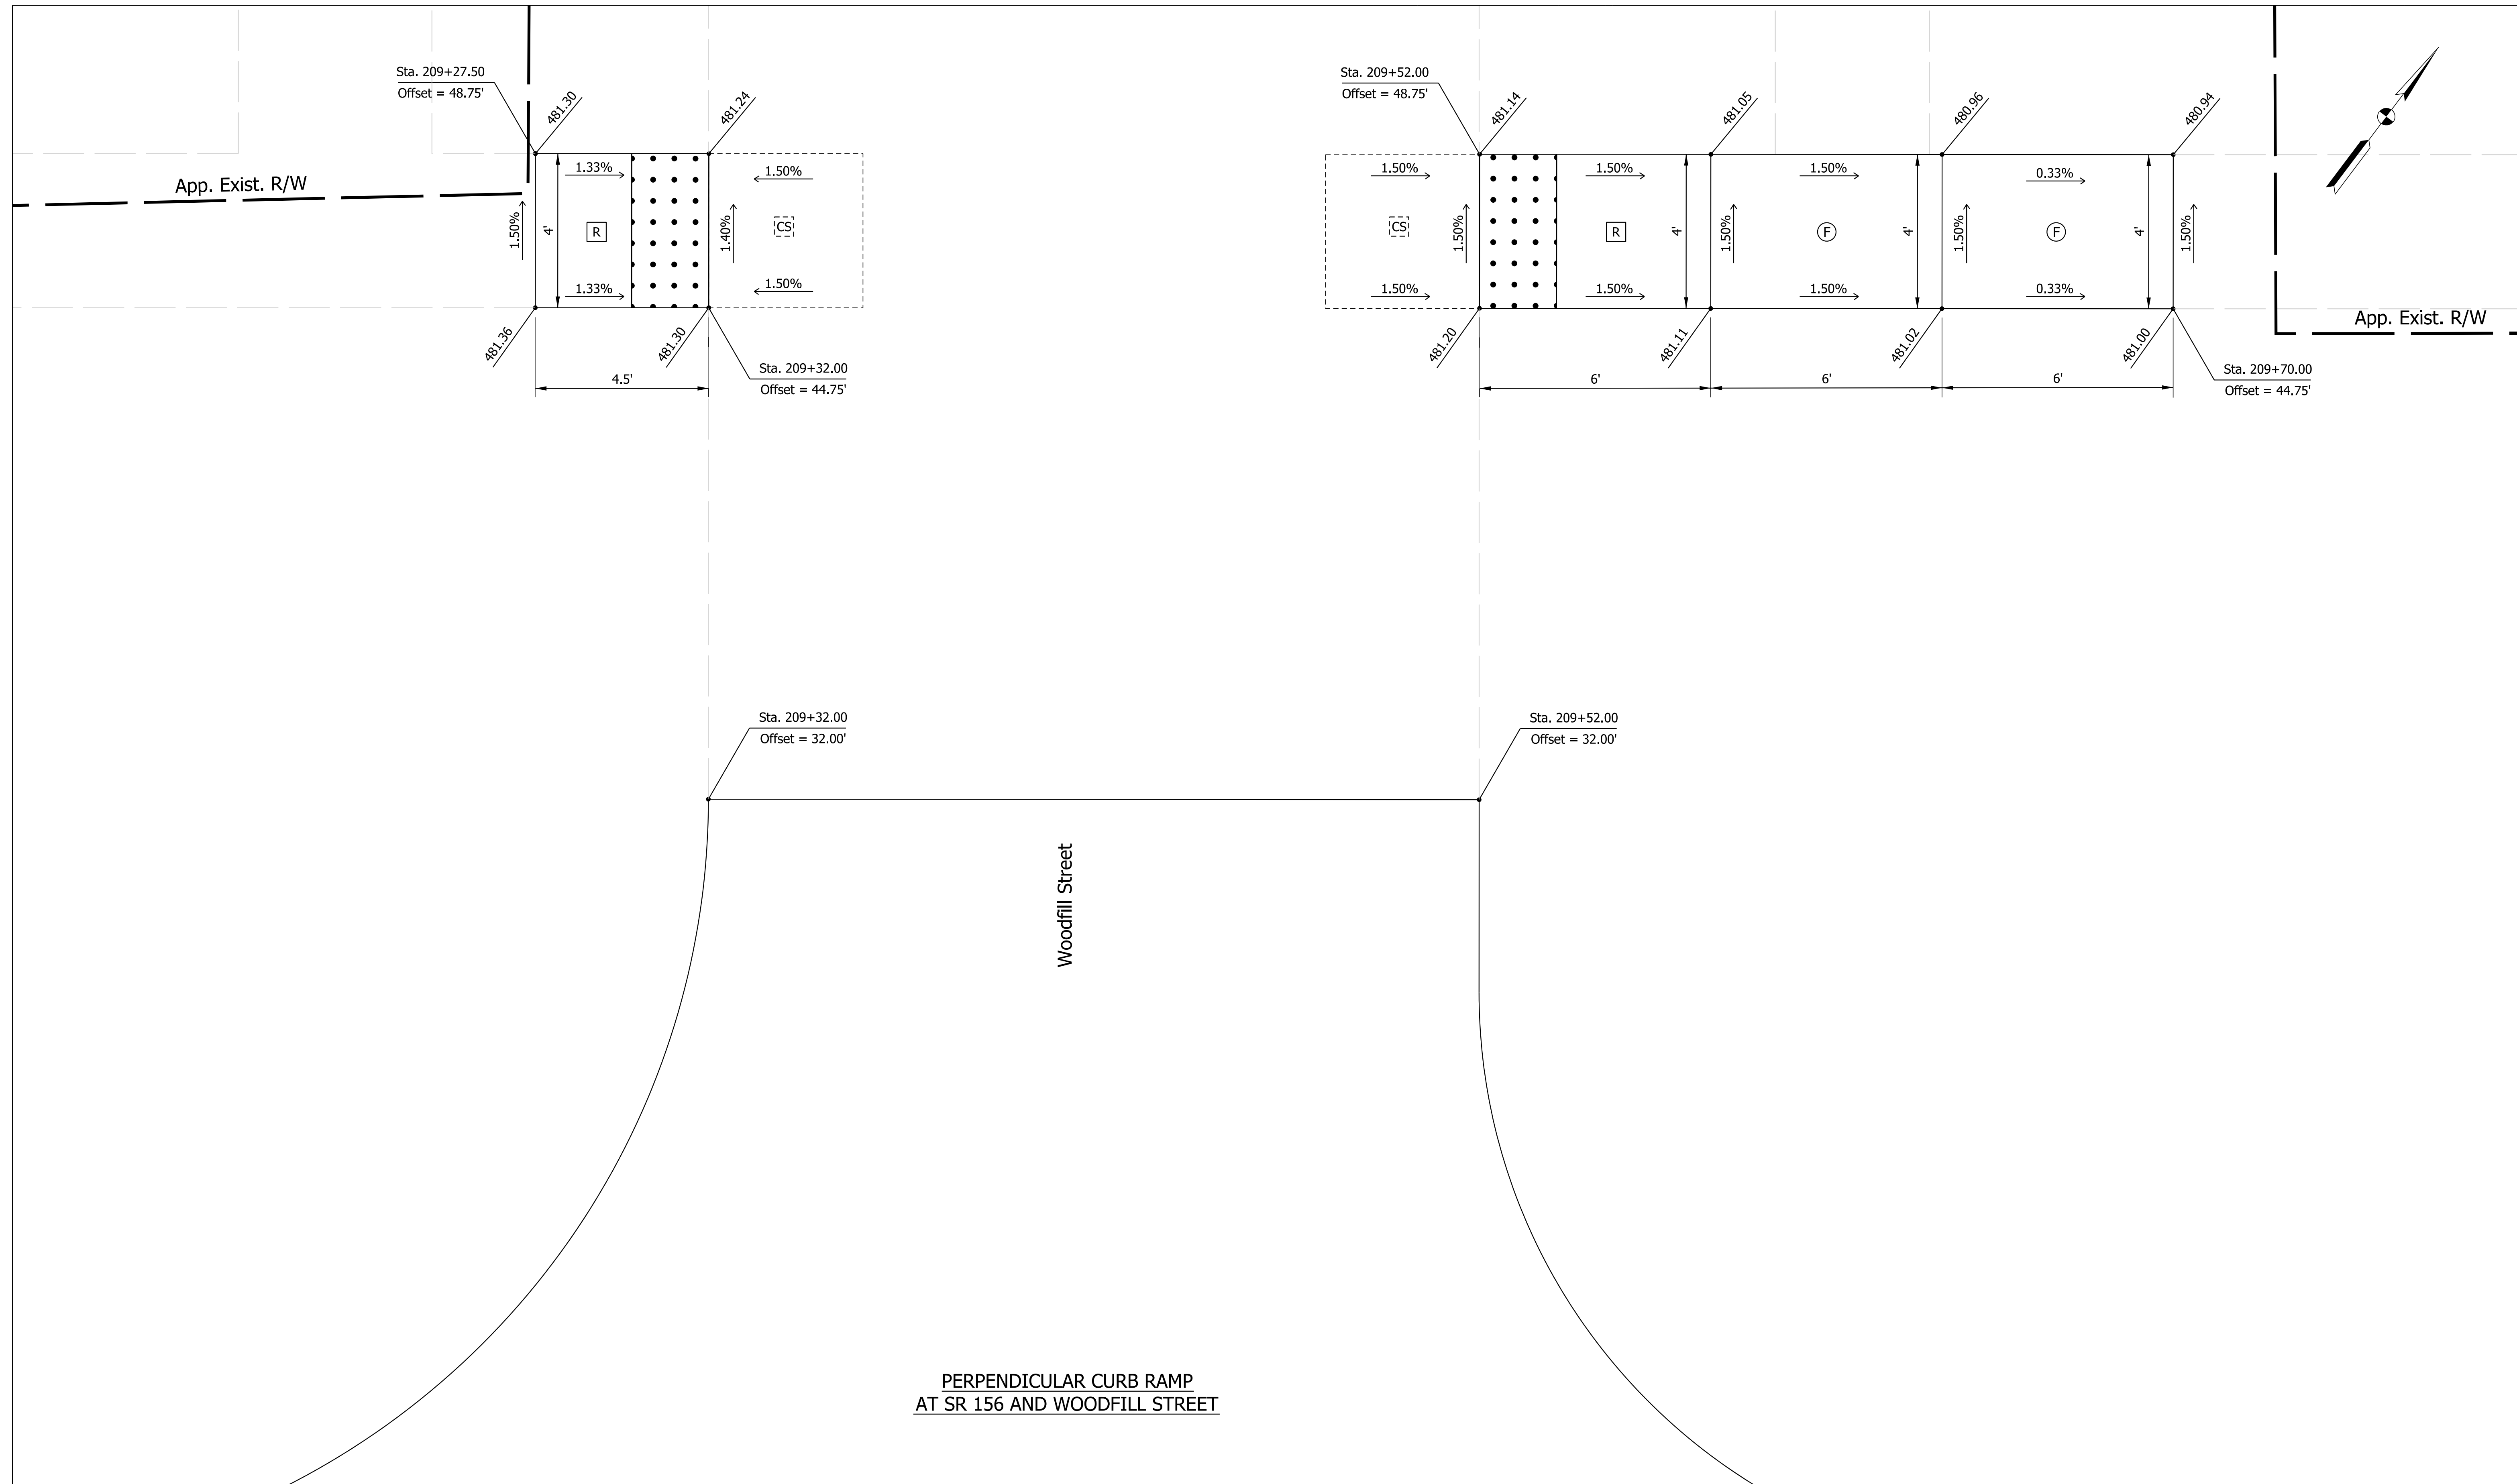 Sta. 209+27.50
Offset = 48.75'
481.30
481.24
Sta. 209+52.00
Offset = 48.75'
481.14
481.05
480.96
480.94
App. Exist. R/W
1.33%
1.50%
1.50%
1.50%
1.50%
0.33%
1.50%
4'
R
1.40%
CS
CS
1.50%
R
4'
1.50%
F
4'
1.50%
F
4'
1.50%
1.33%
1.50%
1.50%
1.50%
1.50%
0.33%
App. Exist. R/W
481.36
481.30
481.20
481.11
481.02
481.00
Sta. 209+32.00
Offset = 44.75'
Sta. 209+70.00
Offset = 44.75'
4.5'
6'
6'
6'
Sta. 209+32.00
Offset = 32.00'
Sta. 209+52.00
Offset = 32.00'
Woodfill Street
PERPENDICULAR CURB RAMP
AT SR 156 AND WOODFILL STREET